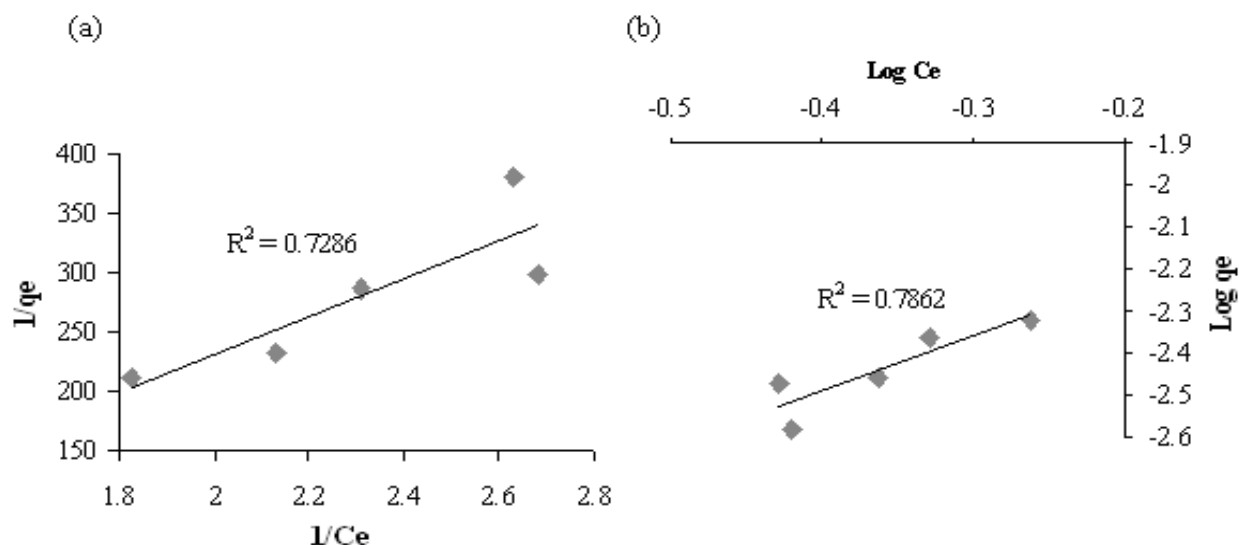 (a)
400
350
300
250
200
150
1/qe
R² = 0.7286
1.8 2 2.2 2.4 2.6 2.8
1/Ce
(b)
Log Ce
-0.5 -0.4 -0.3 -0.2
-1.9
-2
-2.1
-2.2
-2.3
-2.4
-2.5
-2.6
Log qe
R² = 0.7862